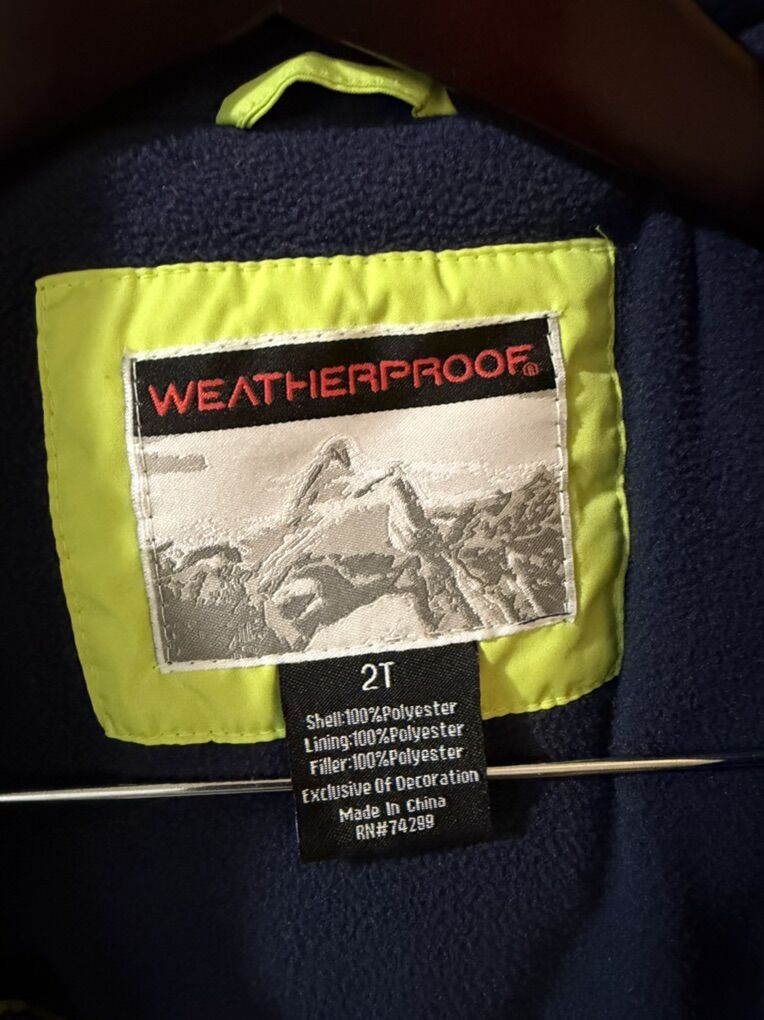 WEATHERPROOF®
2T
Shell:100%Polyester
Lining:100%Polyester
Filler:100%Polyester
Exclusive Of Decoration
Made In China
RN#74299